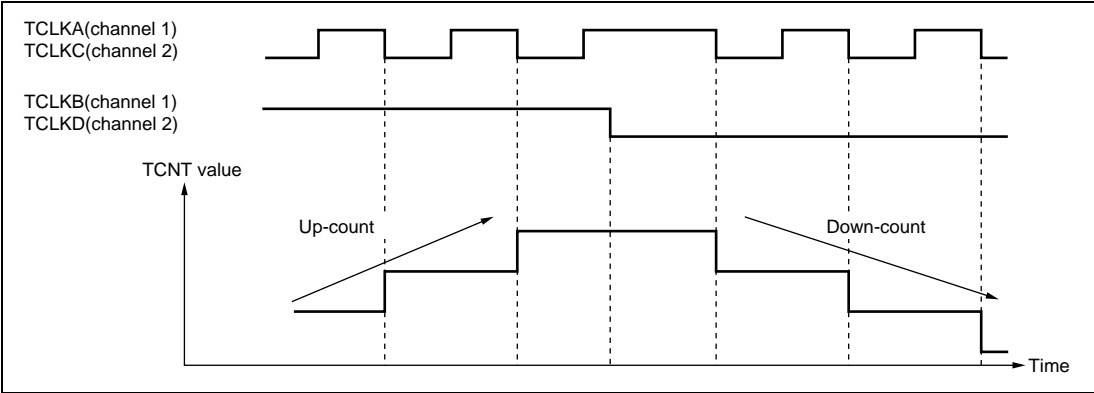 TCLKA(channel 1)
TCLKC(channel 2)
TCLKB(channel 1)
TCLKD(channel 2)
TCNT value
Up-count
Down-count
Time